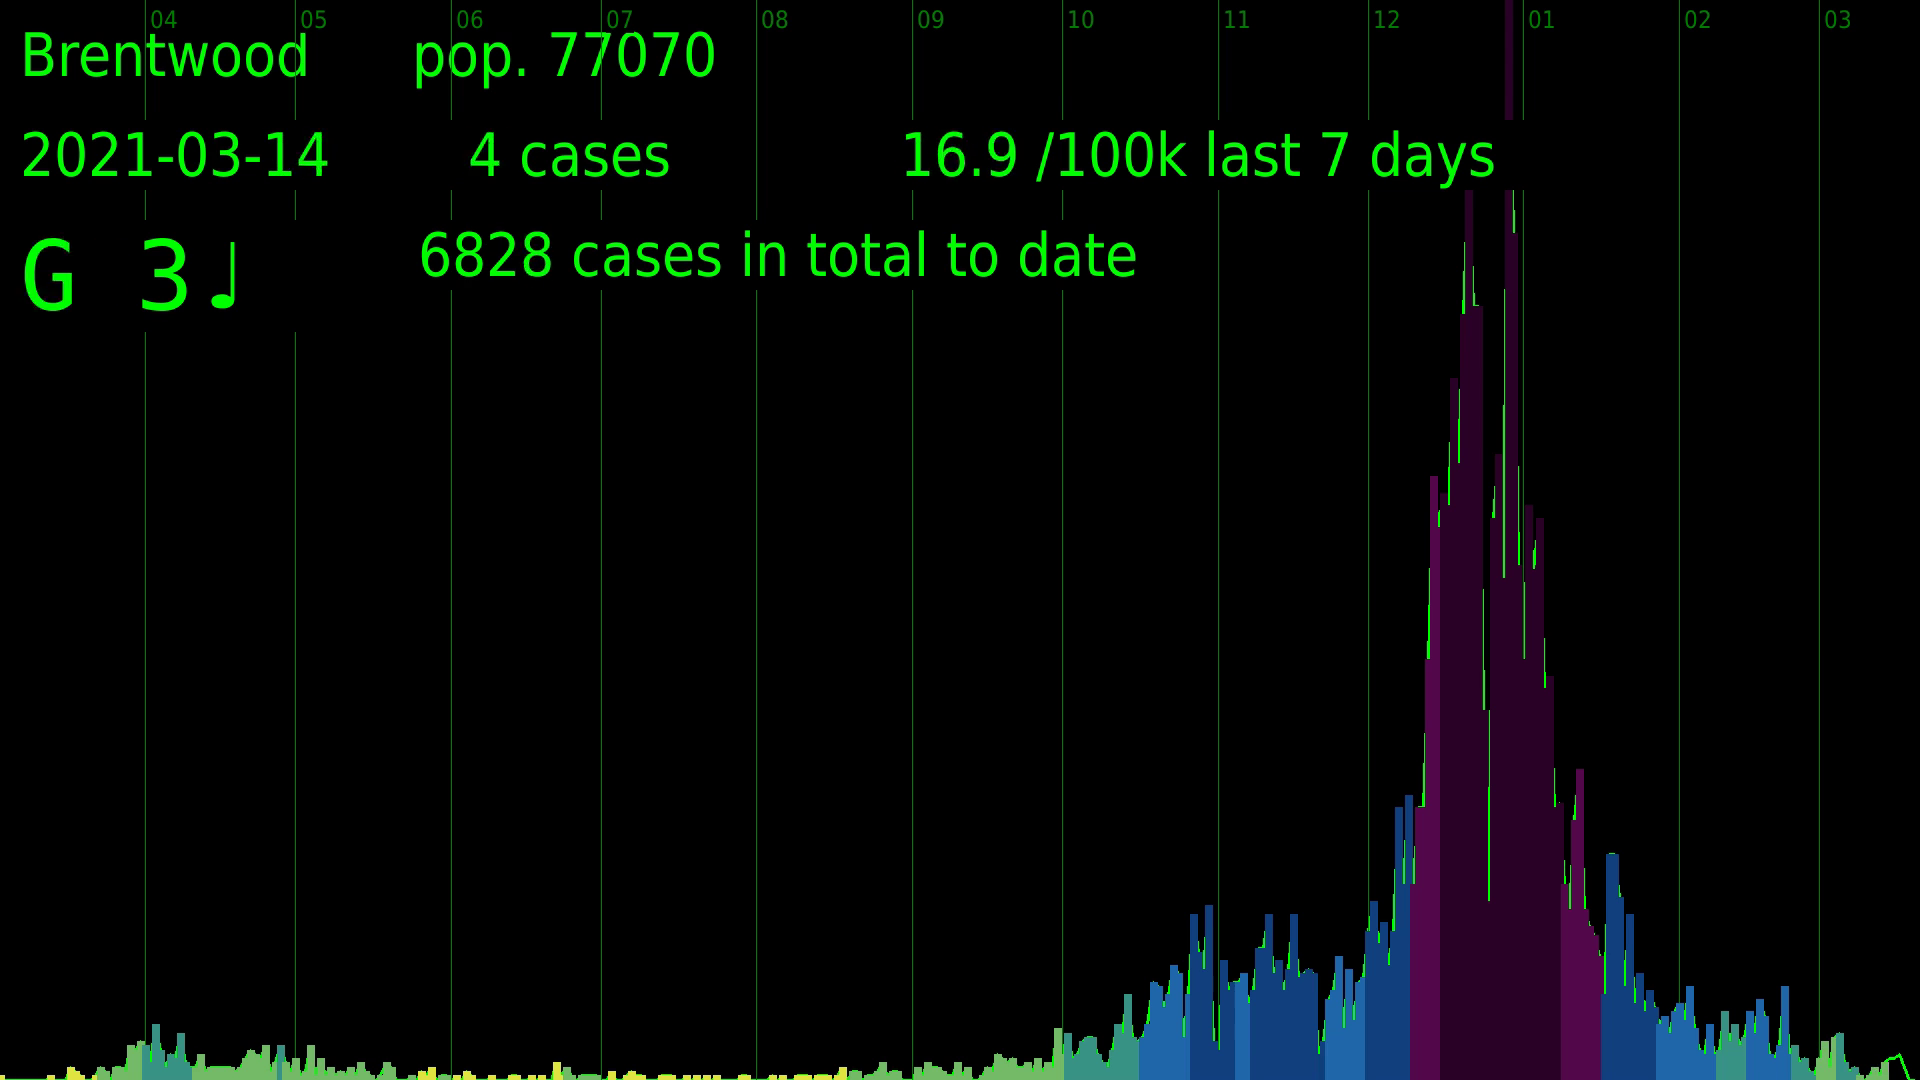 04 05 06 07 08 09 10 11 12 01 02 03
Brentwood pop. 77070
2021-03-14 4 cases 16.9 /100k last 7 days
G 3♩ 6828 cases in total to date